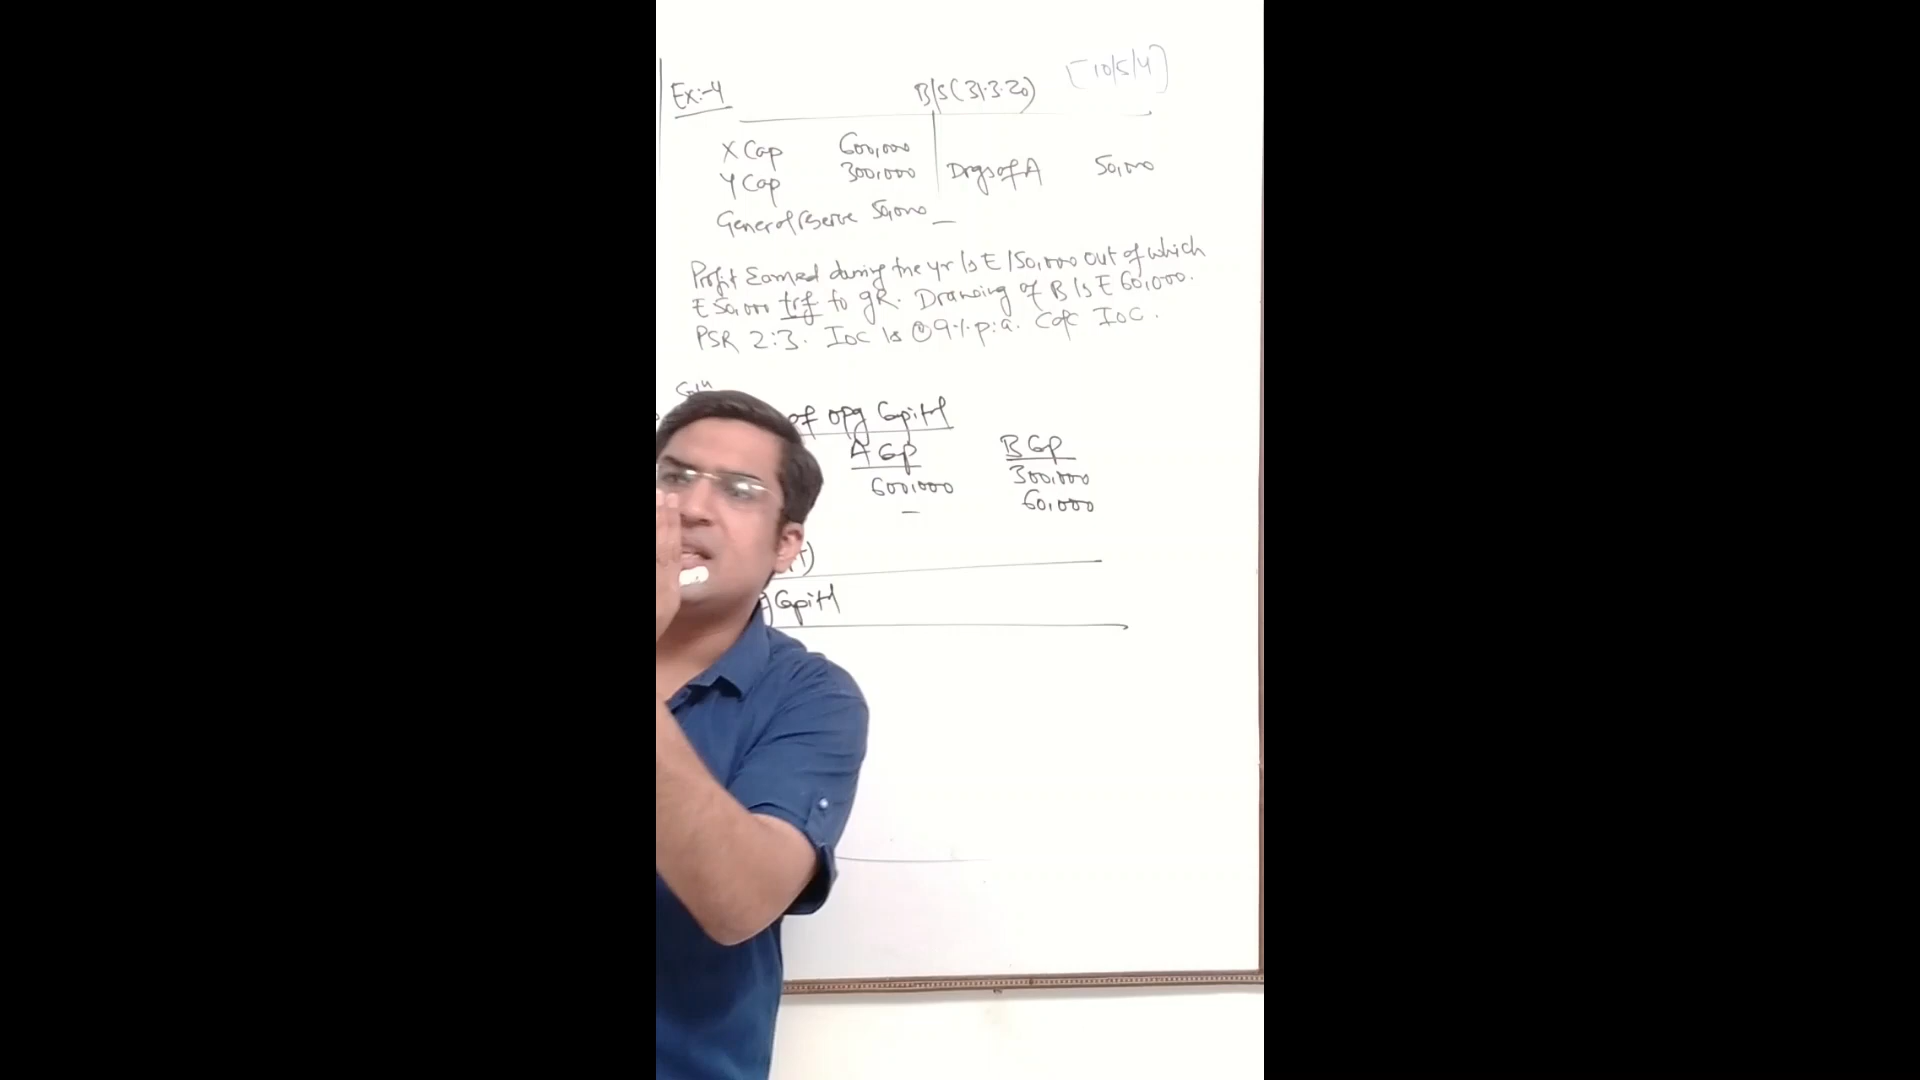 [10/5/4]
Ex:-4 B/S (31.3.20)
X Cap 600,000
Y Cap 300,000 Drgs of A 50,000
General reserve 50,000
Profit Earned during the yr is ₹ 150,000 out of which
₹ 50,000 trf to gR. Drawing of B is ₹ 60,000.
PSR 2:3. IOC is @ 9% p.a. Calc IOC.
Soln
of opg Capital
A Cap B Cap
600,000 300,000
— 60,000
Capital